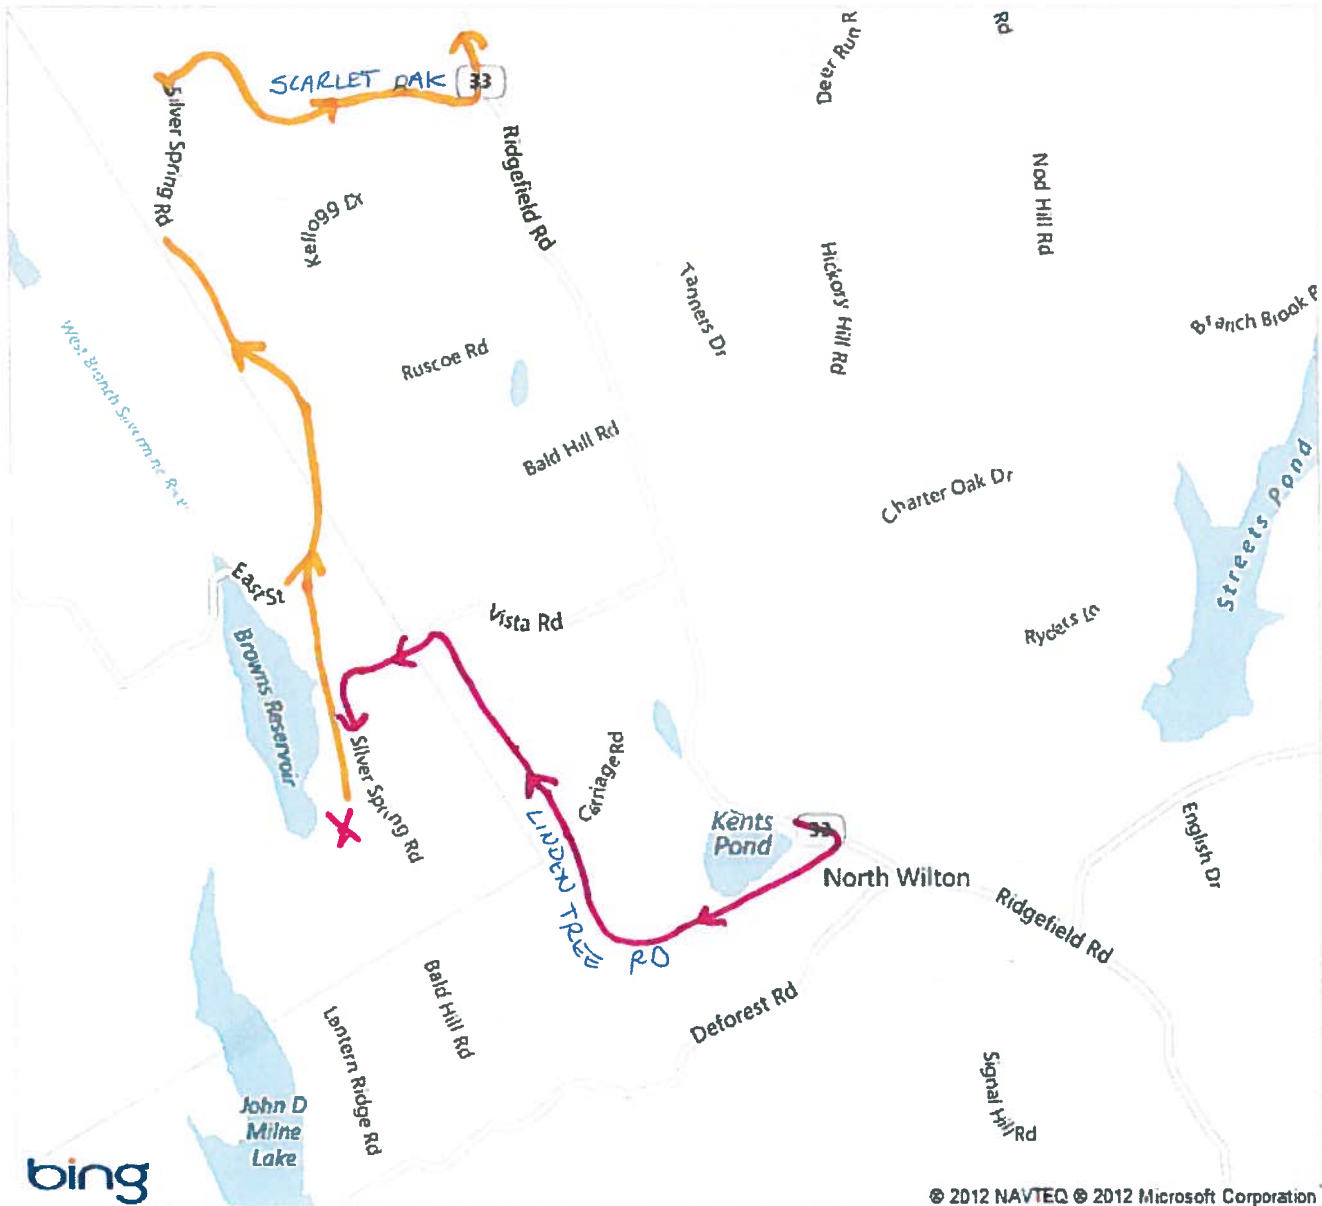 Deer Run R
Rd
SCARLET OAK
33
Silver Spring Rd
Ridgefield Rd
Kellogg Dr
Nod Hill Rd
Tanners Dr
Hickory Hill Rd
Branch Brook R
West Branch
Ruscoe Rd
Bald Hill Rd
Charter Oak Dr
Streets Pond
East St
Vista Rd
Ryders Ln
Browns Reservoir
Silver Spring Rd
Carriage Rd
LINDEN TREE RD
Kents
Pond
33
North Wilton
English Dr
Ridgefield Rd
Bald Hill Rd
Lantern Ridge Rd
Deforest Rd
Signal Hill Rd
John D
Milne
Lake
bing
© 2012 NAVTEQ © 2012 Microsoft Corporation